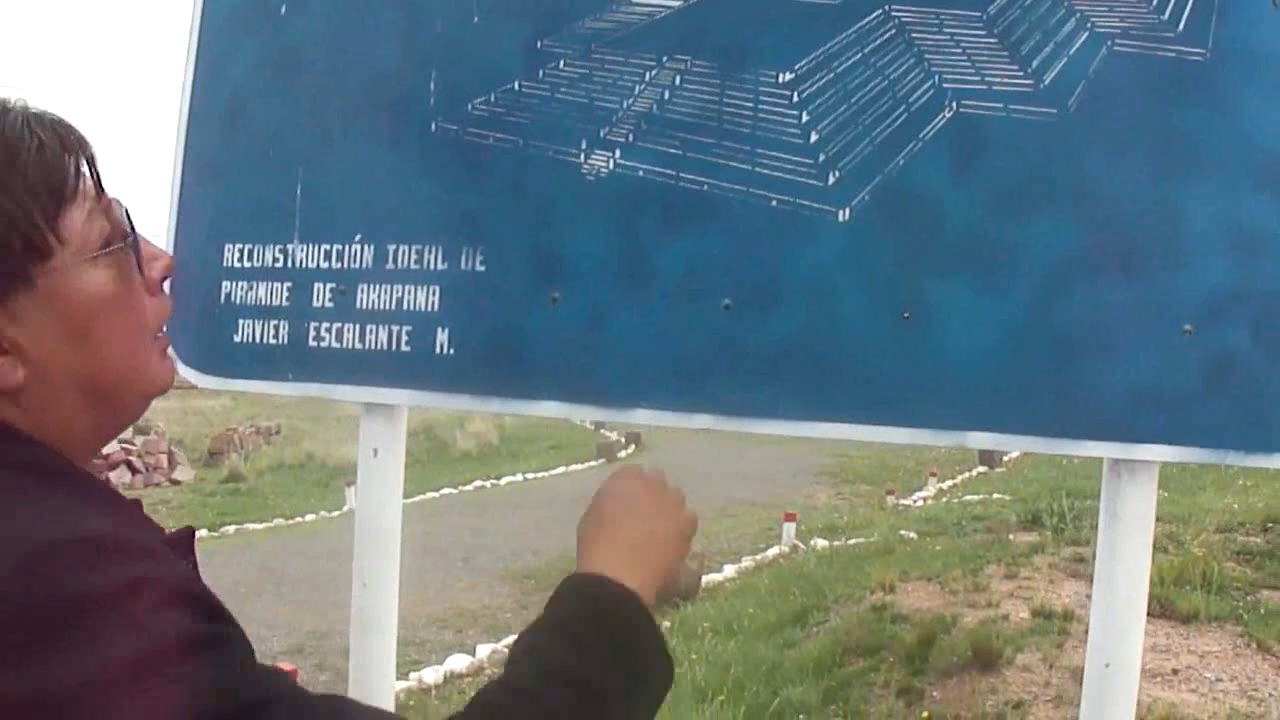 RECONSTRUCCIÓN IDEAL DE
PIRAMIDE DE AKAPANA
JAVIER ESCALANTE M.